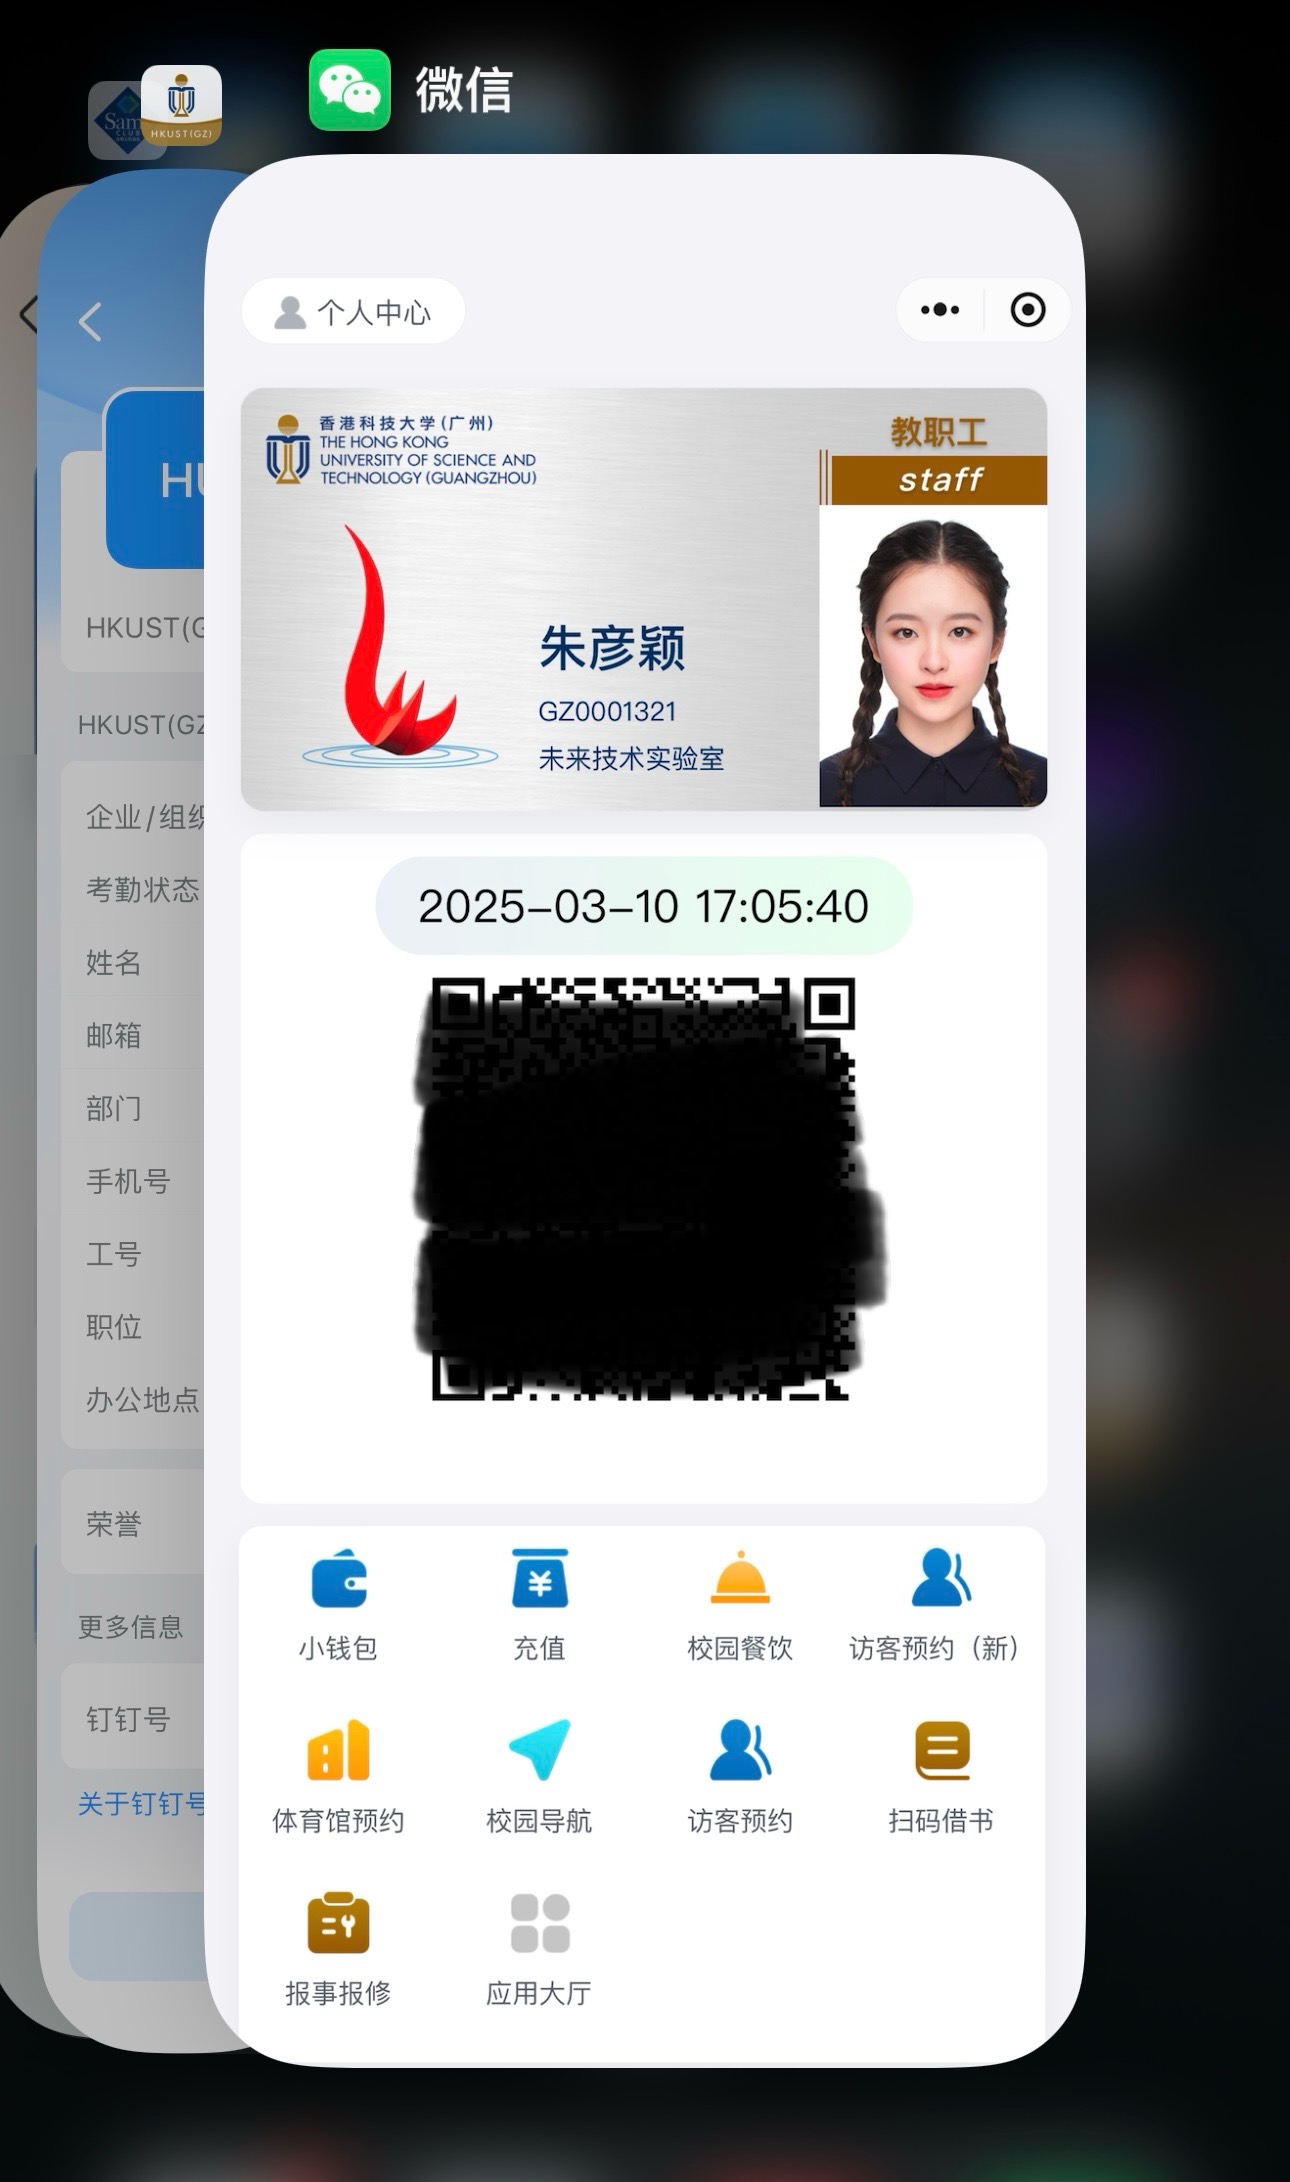 Sam
CLUB
HKUST(GZ)
微信
个人中心
香港科技大学(广州)
THE HONG KONG
UNIVERSITY OF SCIENCE AND
TECHNOLOGY (GUANGZHOU)
教职工
staff
朱彦颖
GZ0001321
未来技术实验室
2025-03-10 17:05:40
小钱包
充值
校园餐饮
访客预约（新）
体育馆预约
校园导航
访客预约
扫码借书
报事报修
应用大厅
HKUST(
HKUST(GZ
企业/组织
考勤状态
姓名
邮箱
部门
手机号
工号
职位
办公地点
荣誉
更多信息
钉钉号
关于钉钉号